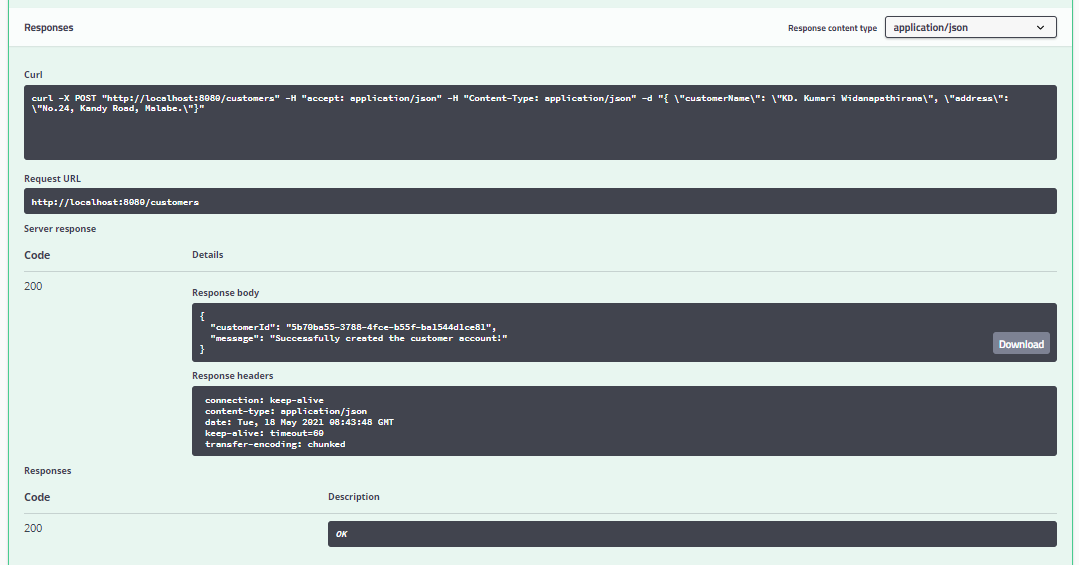 Responses
Response content type
application/json
Curl
curl -X POST "http://localhost:8080/customers" -H "accept: application/json" -H "Content-Type: application/json" -d "{ \"customerName\": \"KD. Kumari Widanapathirana\", \"address\":
\"No.24, Kandy Road, Malabe.\"}"
Request URL
http://localhost:8080/customers
Server response
Code
Details
200
Response body
{
"customerId": "5b70ba55-3788-4fce-b55f-ba1544d1ce81",
"message": "Successfully created the customer account!"
}
Download
Response headers
connection: keep-alive
content-type: application/json
date: Tue, 18 May 2021 08:43:48 GMT
keep-alive: timeout=60
transfer-encoding: chunked
Responses
Code
Description
200
OK